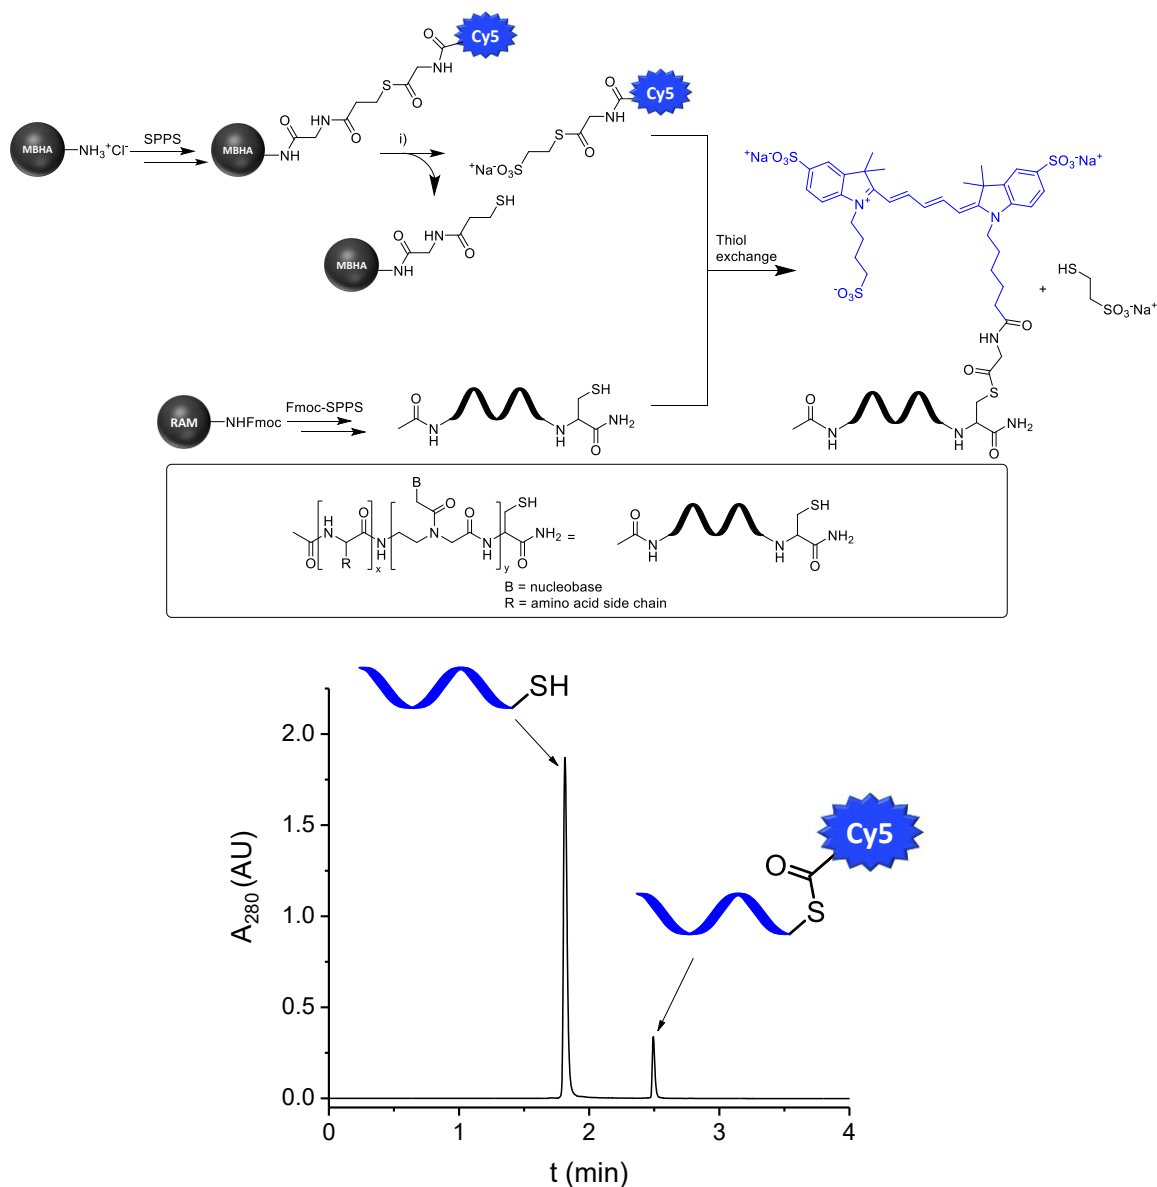 Cy5
O
NH
S
O
O
NH
O
MBHA
NH
MBHA
NH3+Cl-
SPPS
i)
Cy5
O
NH
S
O
+Na-O3S
SH
O
NH
O
MBHA
NH
Thiol
exchange
+Na-O3S
SO3-Na+
N+
N
-O3S
HS
+
SO3-Na+
O
HN
O
S
RAM
NHFmoc
Fmoc-SPPS
O
N
H
SH
N
H
NH2
O
O
N
H
N
H
NH2
O
B
O
SH
H
N
O
O
N
N
NH2
O
R
x
N
H
H
y
O
=
O
N
H
SH
N
H
NH2
O
B = nucleobase
R = amino acid side chain
SH
2.0
Cy5
1.5
O
A280 (AU)
1.0
S
0.5
0.0
0
1
2
3
4
t (min)